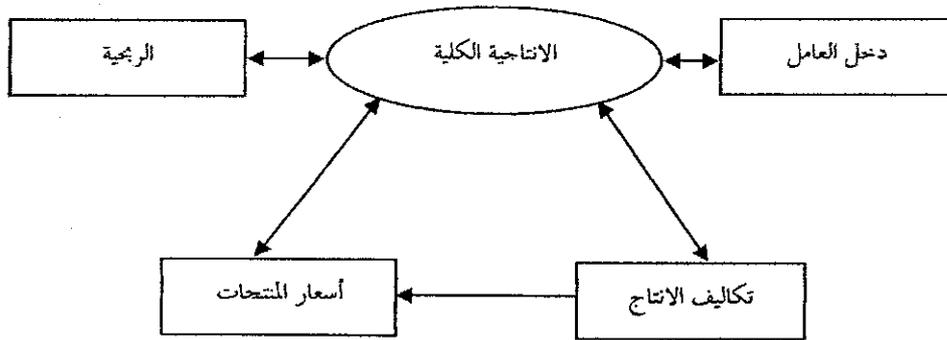 دخل العامل
الانتاجية الكلية
الربحية
تكاليف الانتاج
أسعار المنتجات